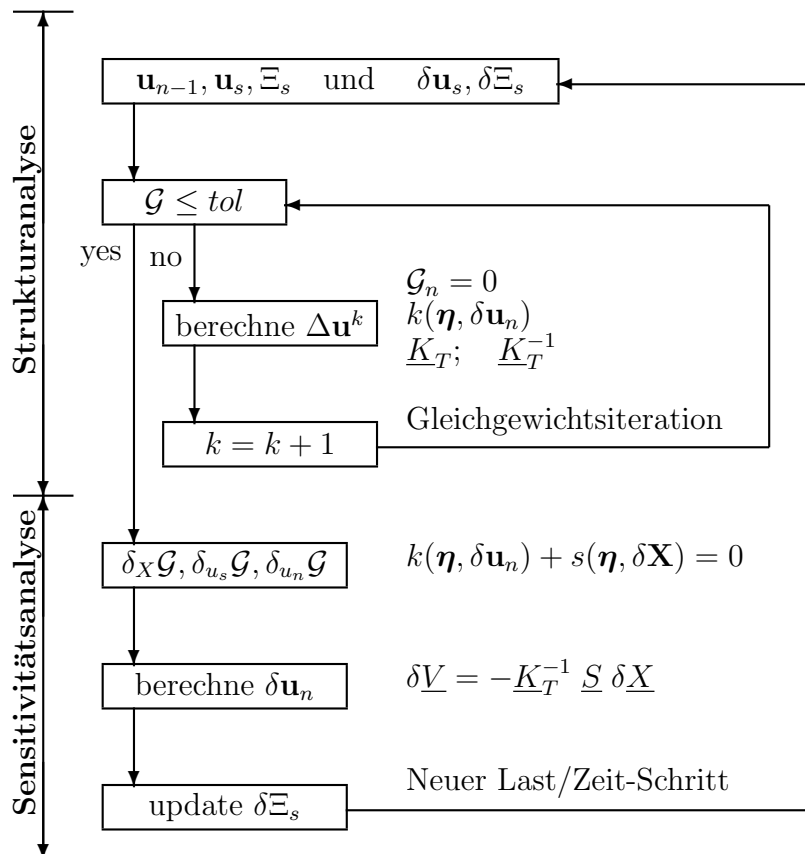 Strukturanalyse
𝐮_{n−1}, 𝐮_s, Ξ_s und δ𝐮_s, δΞ_s
𝒢 ≤ tol
yes
no
𝒢_n = 0
berechne Δ𝐮^k
k(𝜼, δ𝐮_n)
K_T; K_T^{−1}
Gleichgewichtsiteration
k = k + 1
Sensitivitätsanalyse
δ_X𝒢, δ_{u_s}𝒢, δ_{u_n}𝒢
k(𝜼, δ𝐮_n) + s(𝜼, δ𝐗) = 0
berechne δ𝐮_n
δV = −K_T^{−1} S δX
Neuer Last/Zeit-Schritt
update δΞ_s